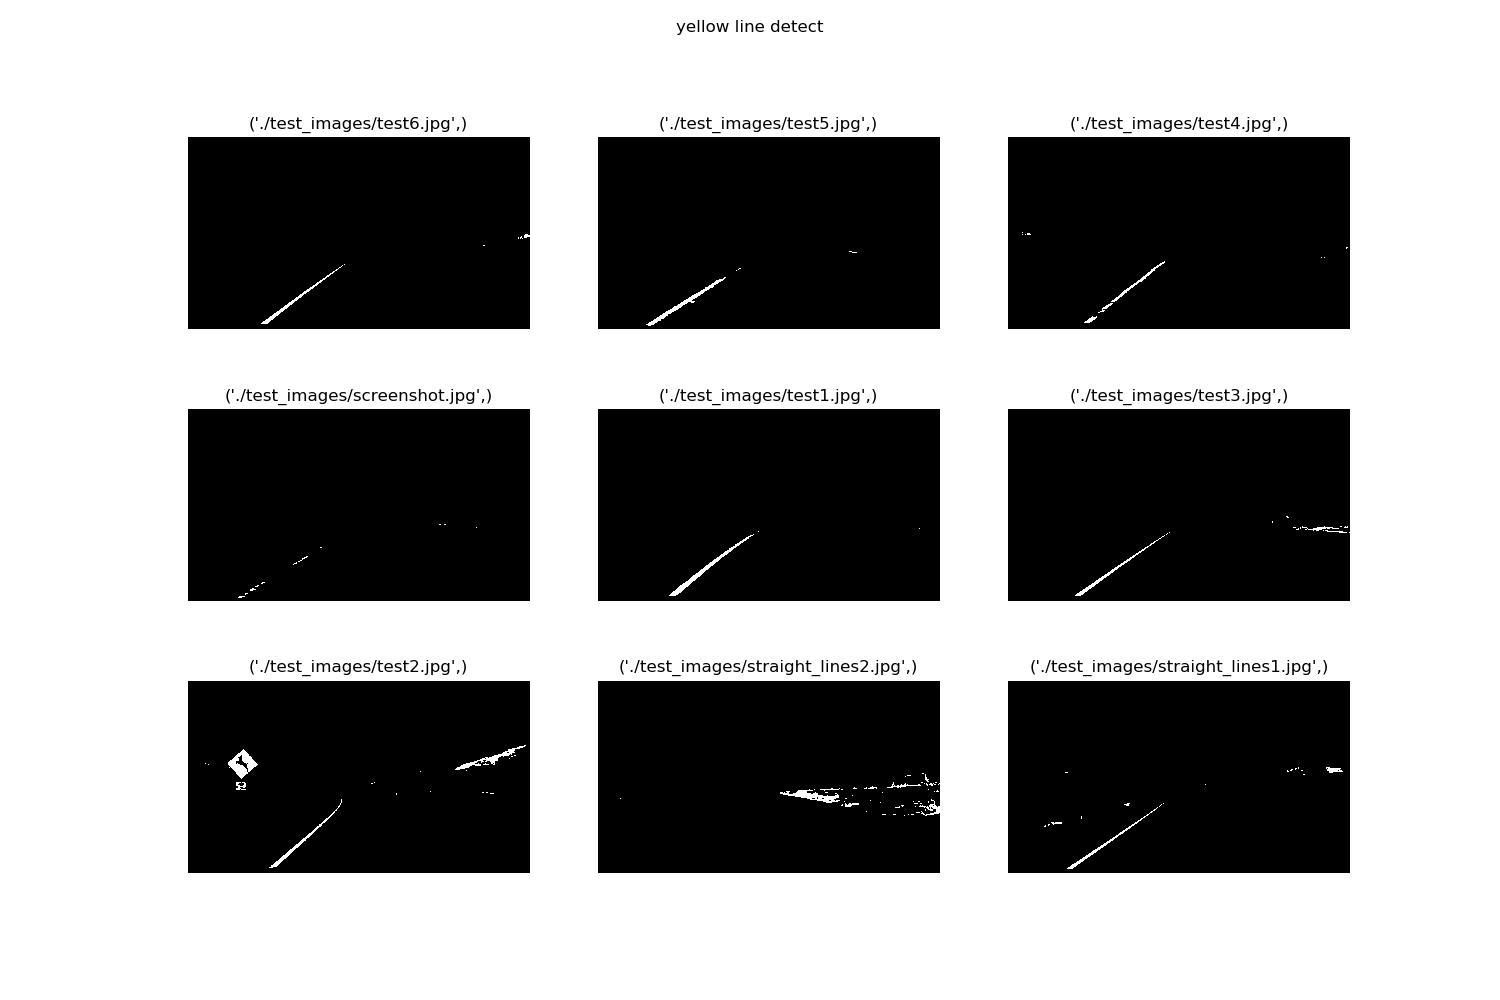 yellow line detect
('./test_images/test6.jpg',)
('./test_images/test5.jpg',)
('./test_images/test4.jpg',)
('./test_images/screenshot.jpg',)
('./test_images/test1.jpg',)
('./test_images/test3.jpg',)
('./test_images/test2.jpg',)
('./test_images/straight_lines2.jpg',)
('./test_images/straight_lines1.jpg',)